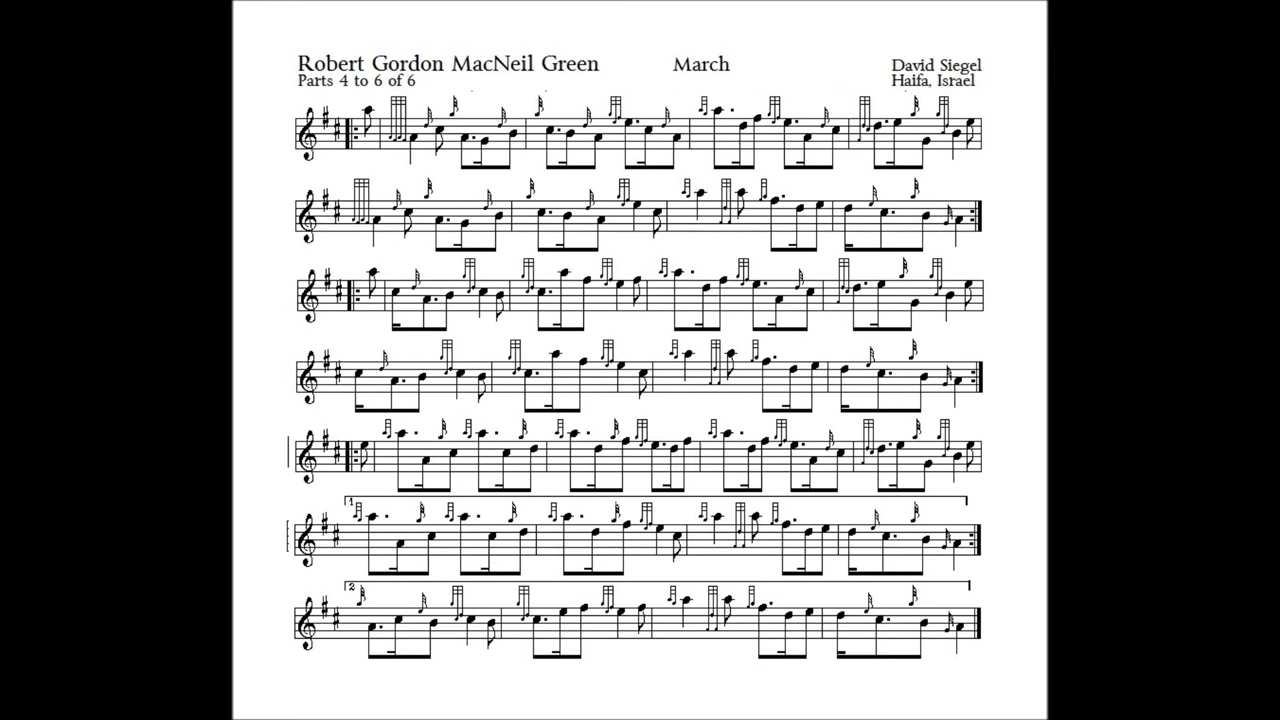 Robert Gordon MacNeil Green March David Siegel
Parts 4 to 6 of 6 Haifa, Israel
1
2